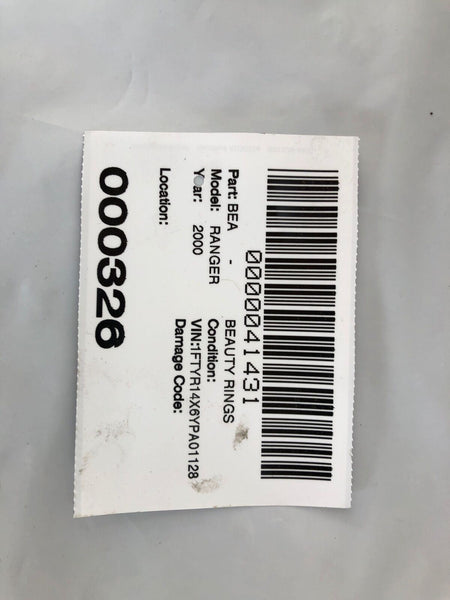 0000041431
Part: BEA - BEAUTY RINGS
Model: RANGER Condition:
Year: 2000 VIN:1FTYR14X6YPA01128
Damage Code:
Location:
000326